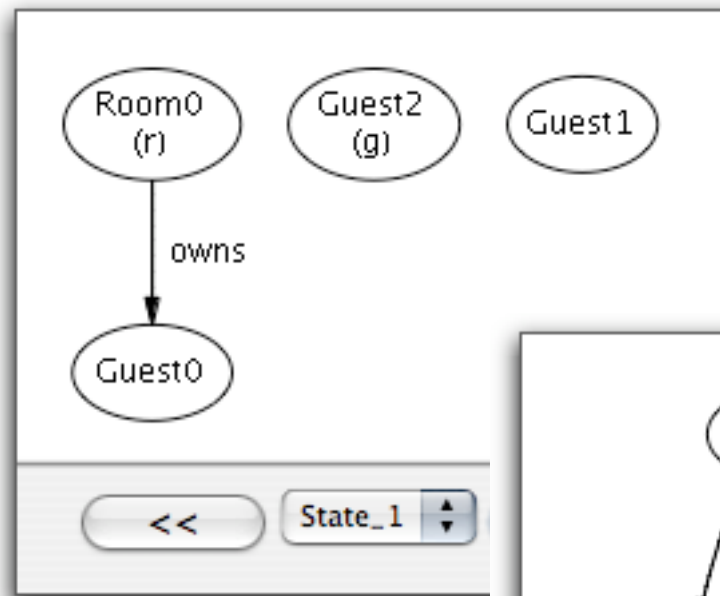 Room0
(r)
Guest2
(g)
Guest1
owns
Guest0
<<
State_1